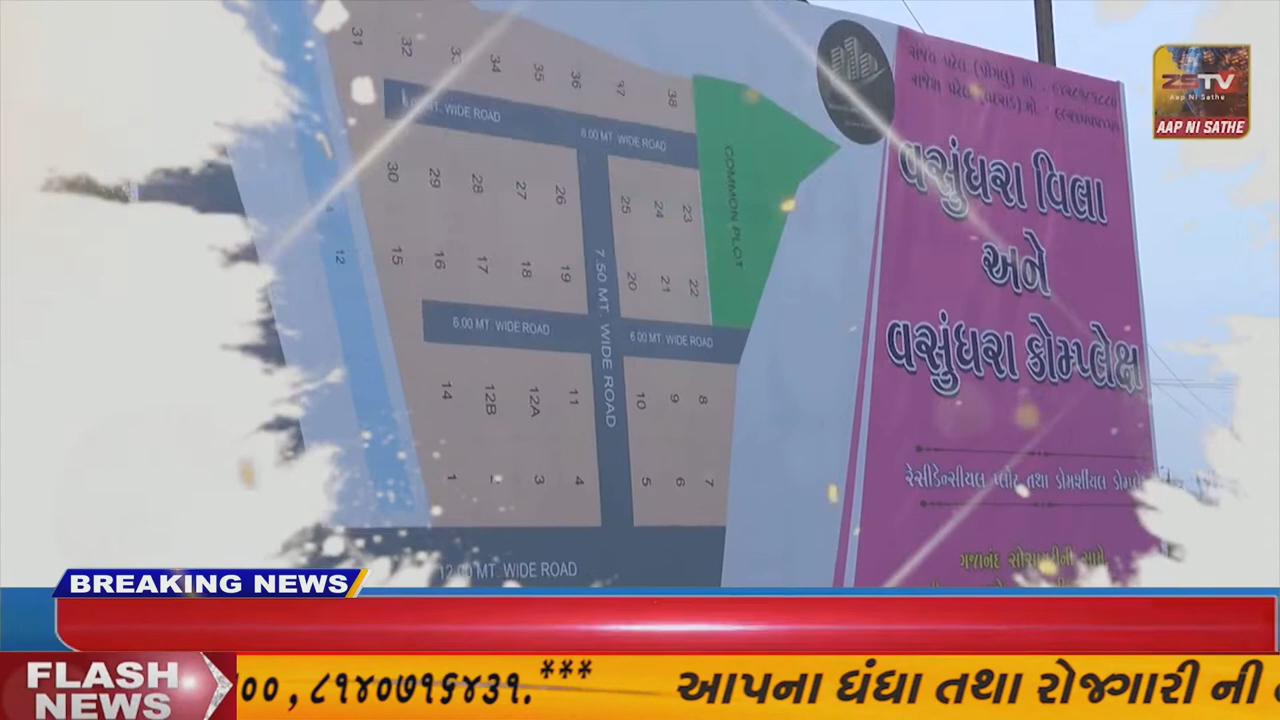 31 32 33 34 35 36 37 38
6.00 MT. WIDE ROAD
6.00 MT. WIDE ROAD
30 29 28 27 26 25 24 23
COMMON PLOT
12
15 16 17 18 19 20 21 22
7.50 MT. WIDE ROAD
6.00 MT. WIDE ROAD
6.00 MT. WIDE ROAD
14 12B 12A 11 10 9 8
1 3 4 5 6 7
12.00 MT. WIDE ROAD
વસુંધરા વિલા
અને
વસુંધરા કોમ્પ્લેક્ષ
રેસીડેન્સીયલ પ્લોટ તથા કોમર્શીયલ
ગજાનંદ સોસાયટીની સામે
ZSTV
Aap Ni Sathe
AAP NI SATHE
BREAKING NEWS
FLASH
NEWS
૦૦ ,૮૧૪૦૭૧૬૪૩૧.*** આપના ધંધા તથા રોજગારી ની